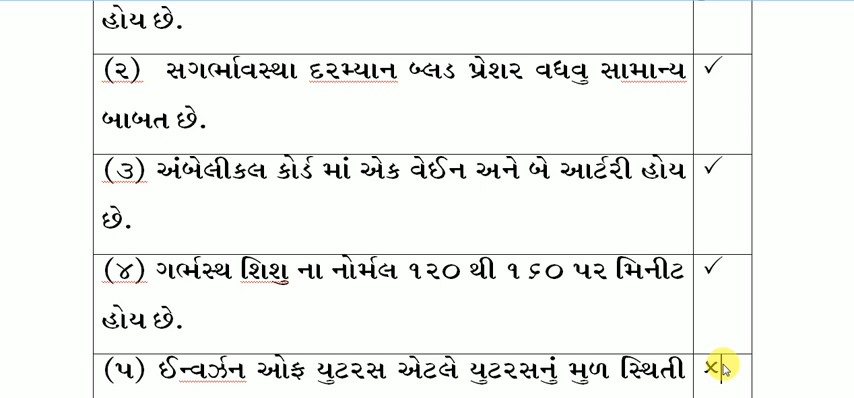 હોય છે.
(૨) સગર્ભાવસ્થા દરમ્યાન બ્લડ પ્રેશર વધવુ સામાન્ય ✓
બાબત છે.
(૩) અંબેલીકલ કોર્ડ માં એક વેઈન અને બે આર્ટરી હોય ✓
છે.
(૪) ગર્ભસ્થ શિશુ ના નોર્મલ ૧૨૦ થી ૧૬૦ પર મિનીટ ✓
હોય છે.
(૫) ઈન્વર્ઝન ઓફ યુટરસ એટલે યુટરસનું મુળ સ્થિતી ×